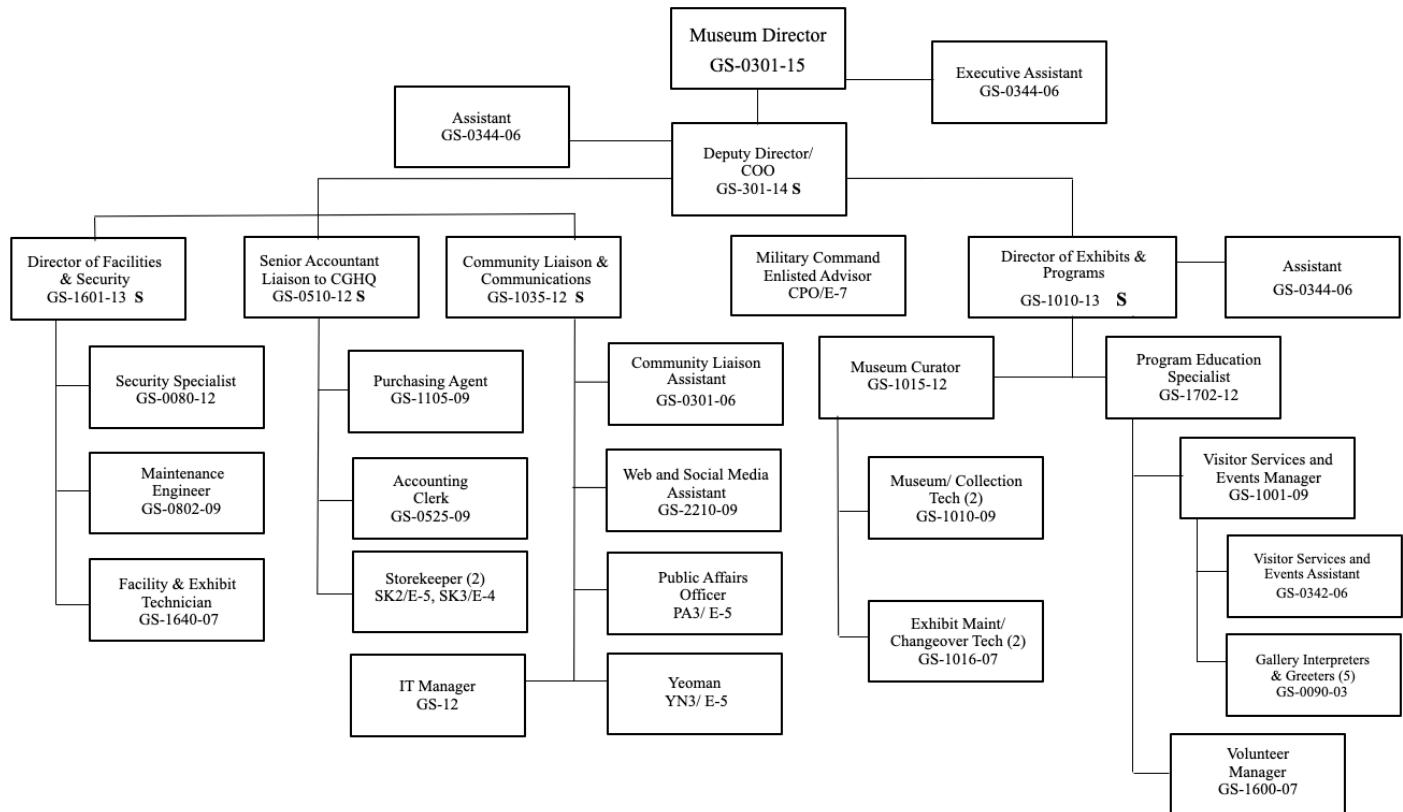 Museum Director
GS-0301-15
Executive Assistant
GS-0344-06
Assistant
GS-0344-06
Deputy Director/
COO
GS-301-14 S
Director of Facilities
& Security
GS-1601-13 S
Senior Accountant
Liaison to CGHQ
GS-0510-12 S
Community Liaison &
Communications
GS-1035-12 S
Military Command
Enlisted Advisor
CPO/E-7
Director of Exhibits &
Programs
GS-1010-13 S
Assistant
GS-0344-06
Security Specialist
GS-0080-12
Maintenance
Engineer
GS-0802-09
Facility & Exhibit
Technician
GS-1640-07
Purchasing Agent
GS-1105-09
Accounting
Clerk
GS-0525-09
Storekeeper (2)
SK2/E-5, SK3/E-4
IT Manager
GS-12
Community Liaison
Assistant
GS-0301-06
Web and Social Media
Assistant
GS-2210-09
Public Affairs
Officer
PA3/ E-5
Yeoman
YN3/ E-5
Museum Curator
GS-1015-12
Museum/ Collection
Tech (2)
GS-1010-09
Exhibit Maint/
Changeover Tech (2)
GS-1016-07
Program Education
Specialist
GS-1702-12
Visitor Services and
Events Manager
GS-1001-09
Visitor Services and
Events Assistant
GS-0342-06
Gallery Interpreters
& Greeters (5)
GS-0090-03
Volunteer
Manager
GS-1600-07